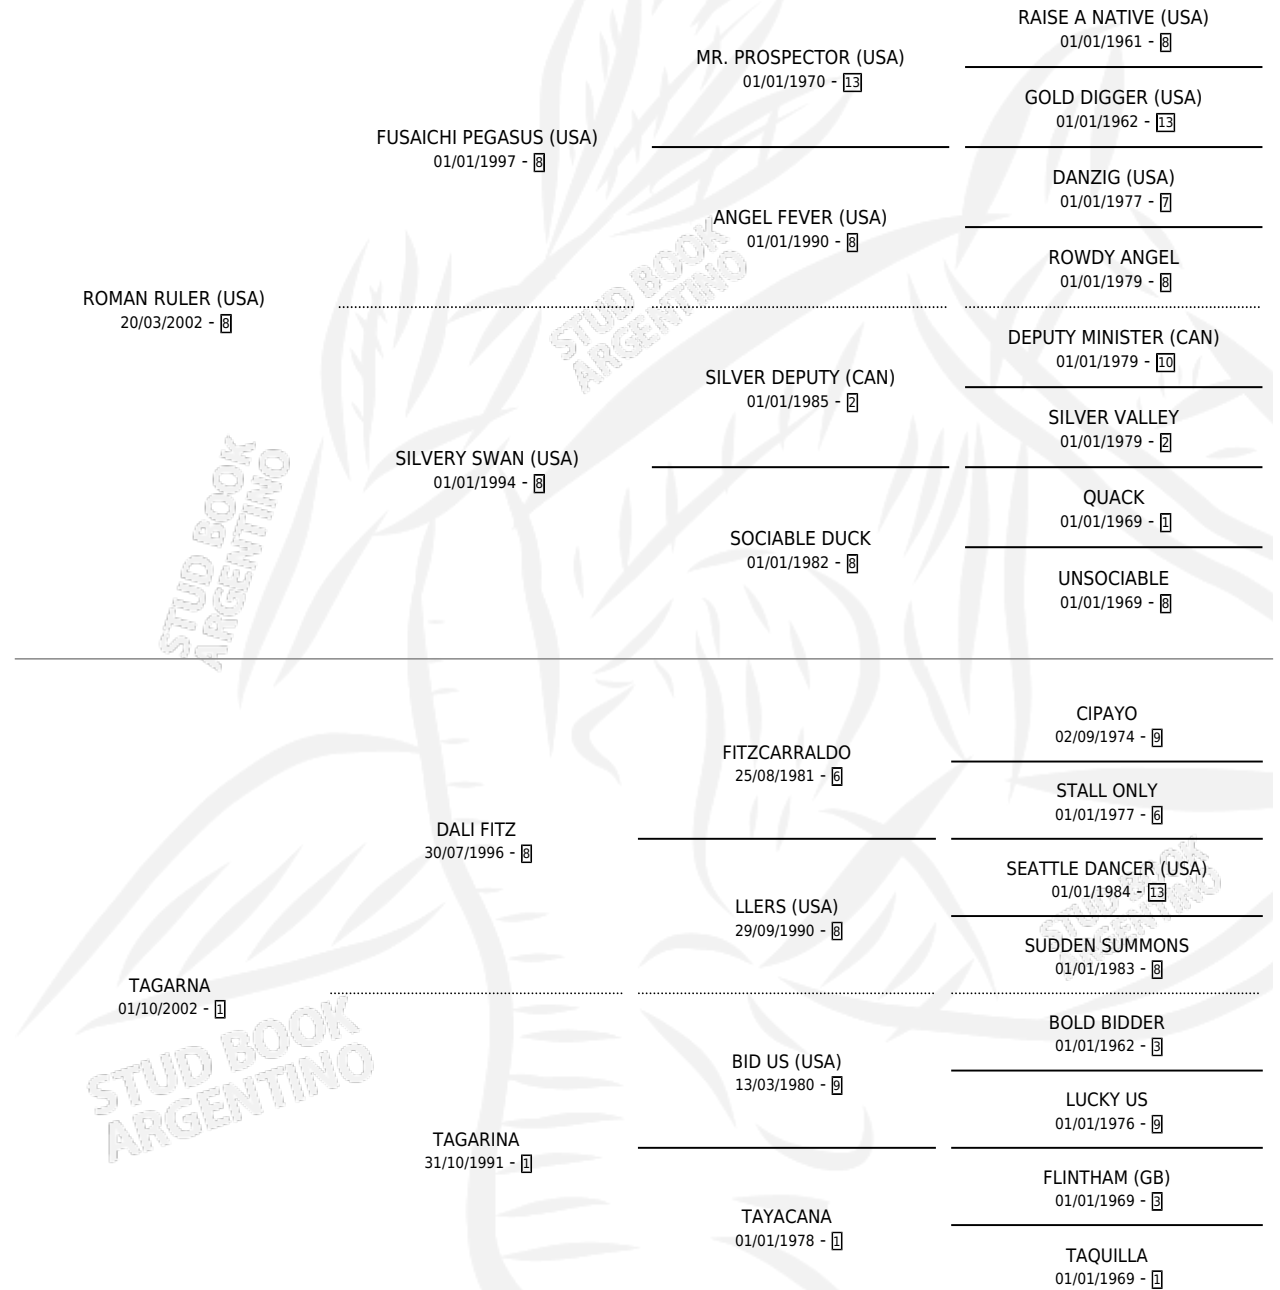 RAISE A NATIVE (USA)
01/01/1961 - 8
MR. PROSPECTOR (USA)
01/01/1970 - 13
GOLD DIGGER (USA)
01/01/1962 - 13
FUSAICHI PEGASUS (USA)
01/01/1997 - 8
DANZIG (USA)
01/01/1977 - 7
ANGEL FEVER (USA)
01/01/1990 - 8
ROWDY ANGEL
01/01/1979 - 8
ROMAN RULER (USA)
20/03/2002 - 8
DEPUTY MINISTER (CAN)
01/01/1979 - 10
SILVER DEPUTY (CAN)
01/01/1985 - 2
SILVER VALLEY
01/01/1979 - 2
SILVERY SWAN (USA)
01/01/1994 - 8
QUACK
01/01/1969 - 1
SOCIABLE DUCK
01/01/1982 - 8
UNSOCIABLE
01/01/1969 - 8
CIPAYO
02/09/1974 - 9
FITZCARRALDO
25/08/1981 - 6
STALL ONLY
01/01/1977 - 6
DALI FITZ
30/07/1996 - 8
SEATTLE DANCER (USA)
01/01/1984 - 13
LLERS (USA)
29/09/1990 - 8
SUDDEN SUMMONS
01/01/1983 - 8
TAGARNA
01/10/2002 - 1
BOLD BIDDER
01/01/1962 - 3
BID US (USA)
13/03/1980 - 9
LUCKY US
01/01/1976 - 9
TAGARINA
31/10/1991 - 1
FLINTHAM (GB)
01/01/1969 - 3
TAYACANA
01/01/1978 - 1
TAQUILLA
01/01/1969 - 1
STUD BOOK
ARGENTINO
STUD BOOK
ARGENTINO
STUD BOOK
ARGENTINO
STUD BOOK
ARGENTINO